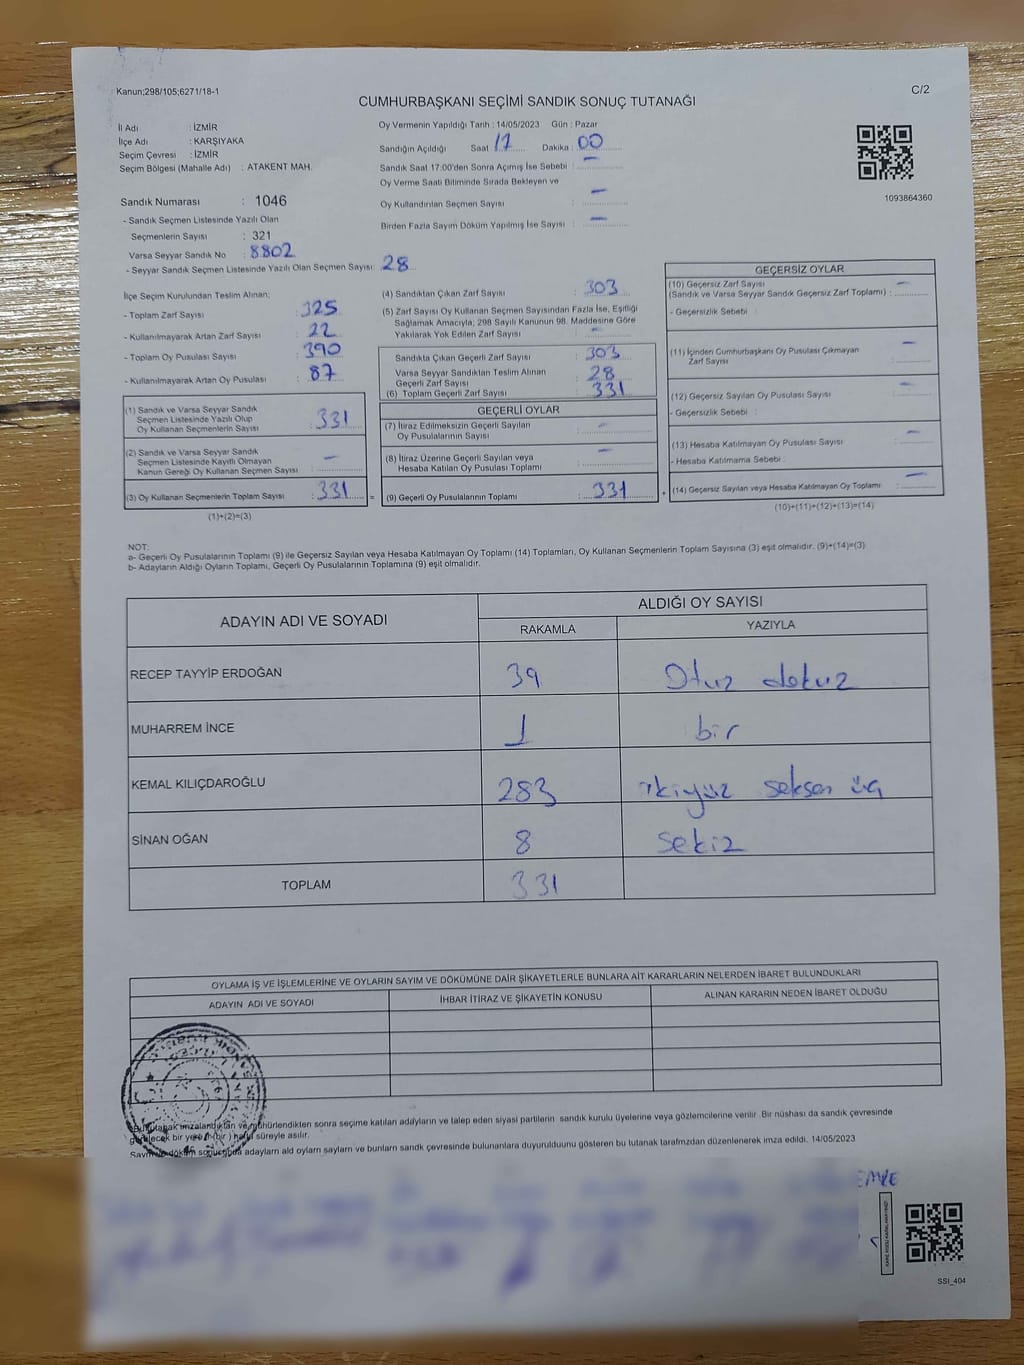 Kanun;298/105;6271/18-1
C/2
CUMHURBAŞKANI SEÇİMİ SANDIK SONUÇ TUTANAĞI
İl Adı : İZMİR
İlçe Adı : KARŞIYAKA
Seçim Çevresi : İZMİR
Seçim Bölgesi (Mahalle Adı) : ATAKENT MAH.
Oy Vermenin Yapıldığı Tarih : 14/05/2023 Gün : Pazar
Sandığın Açıldığı Saat 17 Dakika : 00
Sandık Saat 17:00'den Sonra Açımış İse Sebebi : –
Oy Verme Saati Bitiminde Sırada Bekleyen ve
Oy Kullandırılan Seçmen Sayısı : –
Birden Fazla Sayım Döküm Yapılmış İse Sayısı : –
1093864360
Sandık Numarası : 1046
- Sandık Seçmen Listesinde Yazılı Olan
Seçmenlerin Sayısı : 321
Varsa Seyyar Sandık No : 8802
- Seyyar Sandık Seçmen Listesinde Yazılı Olan Seçmen Sayısı: 28
İlçe Seçim Kurulundan Teslim Alınan;
- Toplam Zarf Sayısı : 325
- Kullanılmayarak Artan Zarf Sayısı : 22
- Toplam Oy Pusulası Sayısı : 390
- Kullanılmayarak Artan Oy Pusulası : 87
(1) Sandık ve Varsa Seyyar Sandık
Seçmen Listesinde Yazılı Olup
Oy Kullanan Seçmenlerin Sayısı : 331
(2) Sandık ve Varsa Seyyar Sandık
Seçmen Listesinde Kayıtlı Olmayan
Kanun Gereği Oy Kullanan Seçmen Sayısı : –
(3) Oy Kullanan Seçmenlerin Toplam Sayısı : 331 =
(1)+(2)=(3)
(4) Sandıktan Çıkan Zarf Sayısı : 303
(5) Zarf Sayısı Oy Kullanan Seçmen Sayısından Fazla İse, Eşitliği
Sağlamak Amacıyla; 298 Sayılı Kanunun 98. Maddesine Göre
Yakılarak Yok Edilen Zarf Sayısı : –
Sandıkta Çıkan Geçerli Zarf Sayısı : 303
Varsa Seyyar Sandıktan Teslim Alınan
Geçerli Zarf Sayısı : 28
(6) Toplam Geçerli Zarf Sayısı : 331
GEÇERLİ OYLAR
(7) İtiraz Edilmeksizin Geçerli Sayılan
Oy Pusulalarının Sayısı : –
(8) İtiraz Üzerine Geçerli Sayılan veya
Hesaba Katılan Oy Pusulası Toplamı : –
(9) Geçerli Oy Pusulalarının Toplamı : 331 +
GEÇERSİZ OYLAR
(10) Geçersiz Zarf Sayısı
(Sandık ve Varsa Seyyar Sandık Geçersiz Zarf Toplamı) : –
- Geçersizlik Sebebi :
(11) İçinden Cumhurbaşkanı Oy Pusulası Çıkmayan
Zarf Sayısı : –
(12) Geçersiz Sayılan Oy Pusulası Sayısı : –
- Geçersizlik Sebebi :
(13) Hesaba Katılmayan Oy Pusulası Sayısı : –
- Hesaba Katılmama Sebebi :
(14) Geçersiz Sayılan veya Hesaba Katılmayan Oy Toplamı : –
(10)+(11)+(12)+(13)=(14)
NOT:
a- Geçerli Oy Pusulalarının Toplamı (9) ile Geçersiz Sayılan veya Hesaba Katılmayan Oy Toplamı (14) Toplamları, Oy Kullanan Seçmenlerin Toplam Sayısına (3) eşit olmalıdır. (9)+(14)=(3)
b- Adayların Aldığı Oyların Toplamı, Geçerli Oy Pusulalarının Toplamına (9) eşit olmalıdır.
ADAYIN ADI VE SOYADI
ALDIĞI OY SAYISI
RAKAMLA YAZIYLA
RECEP TAYYİP ERDOĞAN 39 Otuz dokuz
MUHARREM İNCE 1 bir
KEMAL KILIÇDAROĞLU 283 ikiyüz seksen üç
SİNAN OĞAN 8 sekiz
TOPLAM 331
OYLAMA İŞ VE İŞLEMLERİNE VE OYLARIN SAYIM VE DÖKÜMÜNE DAİR ŞİKAYETLERLE BUNLARA AİT KARARLARIN NELERDEN İBARET BULUNDUKLARI
ADAYIN ADI VE SOYADI İHBAR İTİRAZ VE ŞİKAYETİN KONUSU ALINAN KARARIN NEDEN İBARET OLDUĞU
imzalandıktan ve mühürlendikten sonra seçime katılan adayların ve talep eden siyasi partilerin sandık kurulu üyelerine veya gözlemcilerine verilir. Bir nüshası da sandık çevresinde
bir yere (bir) hafta süreyle asılır.
döküm sonucunda adayların ald oyların sayların ve bunların sandık çevresinde bulunanlara duyurulduunu gösteren bu tutanak tarafımızdan düzenlenerek imza edildi. 14/05/2023
EMRE
SSI_404